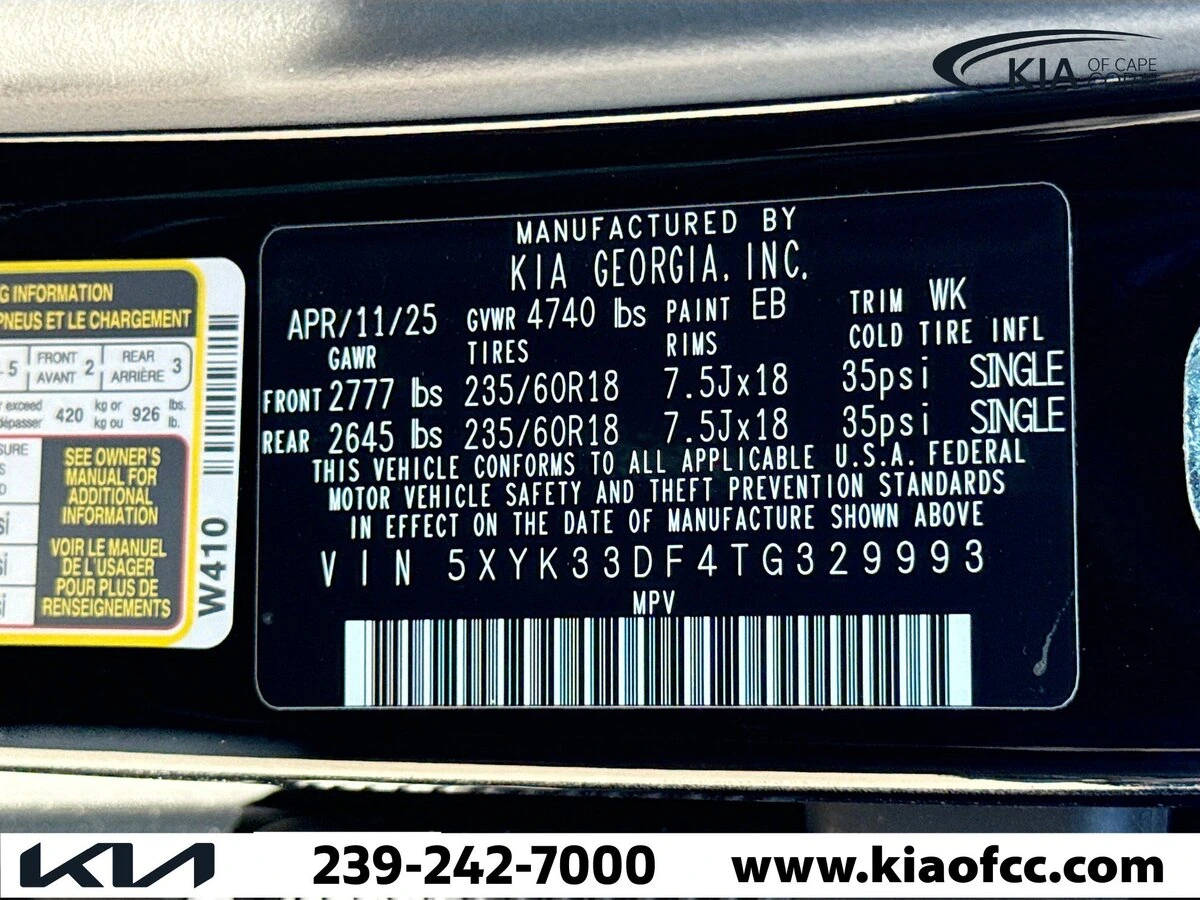 KIA OF CAPE CORAL
G INFORMATION
PNEUS ET LE CHARGEMENT
5 FRONT AVANT 2 REAR ARRIÈRE 3
exceed 420 kg or 926 lbs.
dépasser kg ou lb.
SURE
SEE OWNER'S
MANUAL FOR
ADDITIONAL
INFORMATION
VOIR LE MANUEL
DE L'USAGER
POUR PLUS DE
RENSEIGNEMENTS
W410
MANUFACTURED BY
KIA GEORGIA, INC.
APR/11/25 GVWR 4740 lbs PAINT EB TRIM WK
GAWR TIRES RIMS COLD TIRE INFL
FRONT 2777 lbs 235/60R18 7.5Jx18 35psi SINGLE
REAR 2645 lbs 235/60R18 7.5Jx18 35psi SINGLE
THIS VEHICLE CONFORMS TO ALL APPLICABLE U.S.A. FEDERAL
MOTOR VEHICLE SAFETY AND THEFT PREVENTION STANDARDS
IN EFFECT ON THE DATE OF MANUFACTURE SHOWN ABOVE
VIN 5XYK33DF4TG329993
MPV
KIA 239-242-7000 www.kiaofcc.com